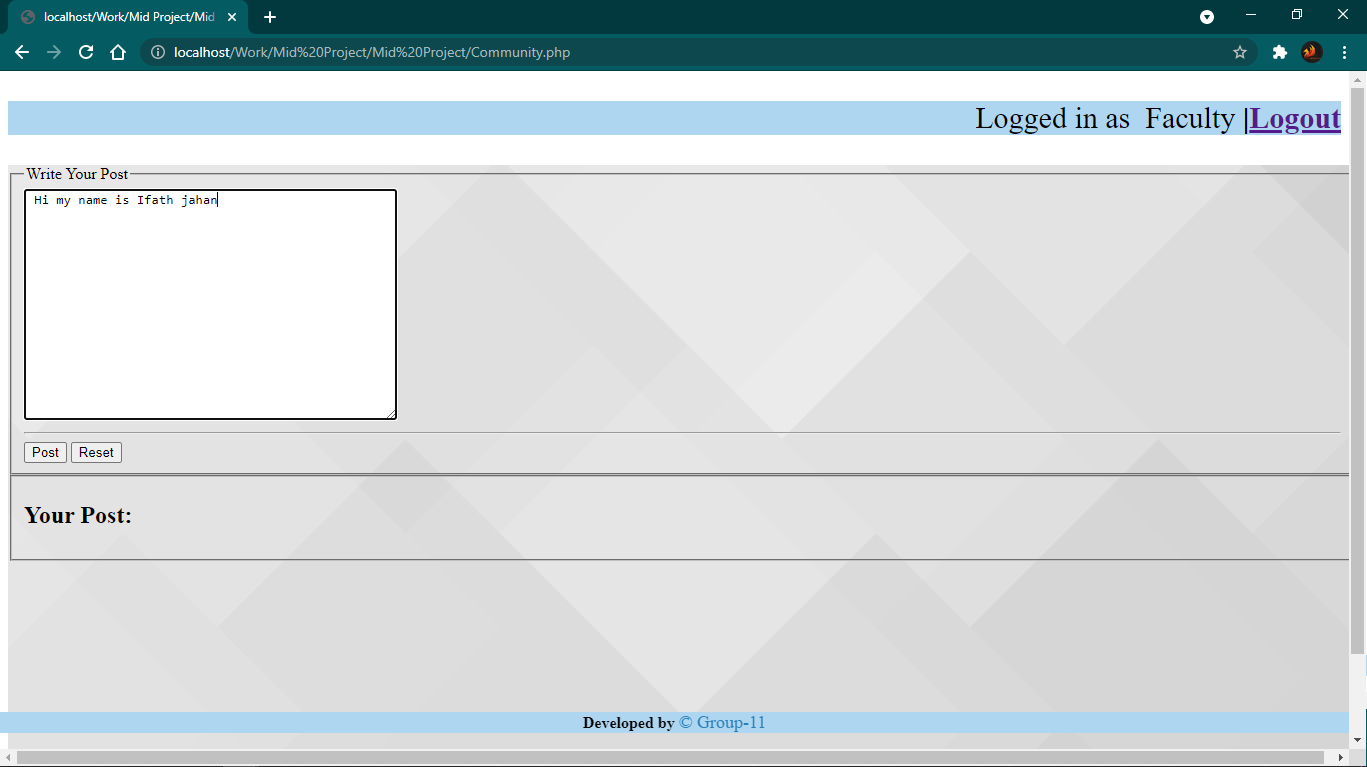 localhost/Work/Mid Project/Mid
localhost/Work/Mid%20Project/Mid%20Project/Community.php
Logged in as  Faculty |Logout
Write Your Post
Hi my name is Ifath jahan
Post Reset
Your Post:
Developed by © Group-11